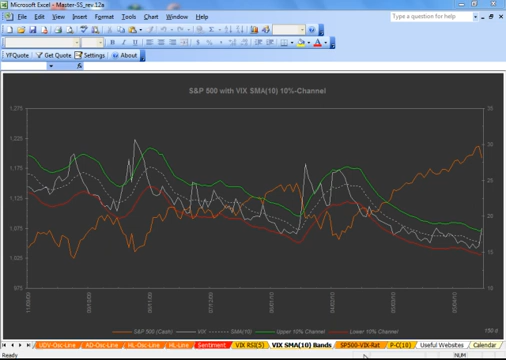 Microsoft Excel - Master-SS_rev 12a
File Edit View Insert Format Tools Chart Window Help
Type a question for help
YFQuote Get Quote Settings About
S&P 500 with VIX SMA(10) 10%-Channel
1,275
1,225
1,175
1,125
1,075
1,025
975
35
30
25
20
15
10
S&P 500 (Cash) VIX SMA(10) Upper 10% Channel Lower 10% Channel
UDV-Osc-Line AD-Osc-Line HL-Osc-Line HL-Line Sentiment VIX RSI(5) VIX SMA(10) Bands SP500-VIX-Rat P-C(10) Useful Websites Calendar
Ready
NUM